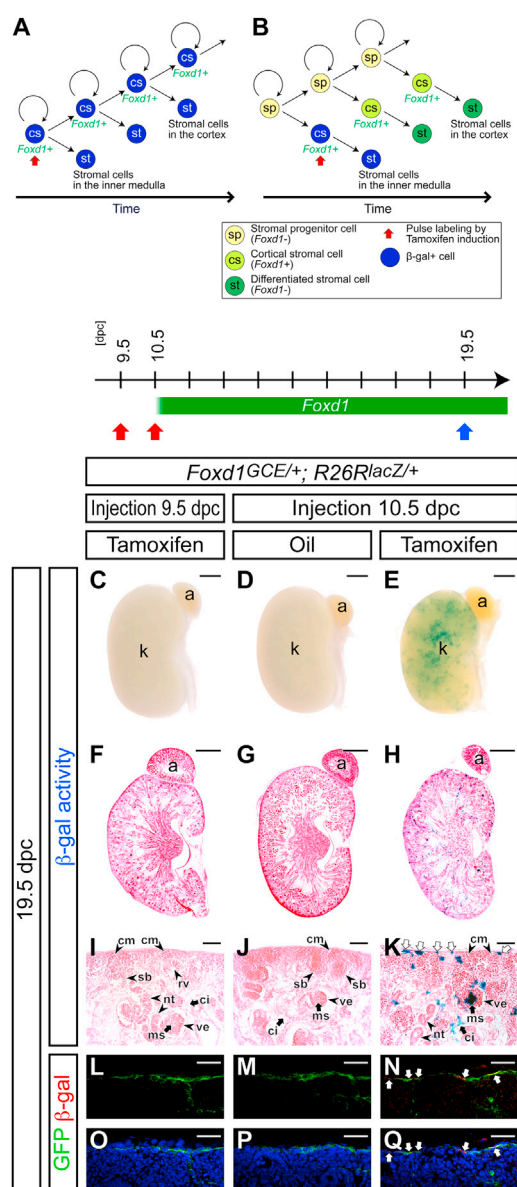 A
B
cs
Foxd1+
cs
Foxd1+
cs
Foxd1+
cs
Foxd1+
st
st
st
Stromal cells
in the cortex
Stromal cells
in the inner medulla
Time
sp
sp
sp
cs
Foxd1+
cs
Foxd1+
cs
Foxd1+
st
st
st
Stromal cells
in the cortex
Stromal cells
in the inner medulla
Time
sp Stromal progenitor cell
(Foxd1-)
cs Cortical stromal cell
(Foxd1+)
st Differentiated stromal cell
(Foxd1-)
Pulse labeling by
Tamoxifen induction
β-gal+ cell
[dpc]
9.5
10.5
19.5
Foxd1
Foxd1GCE/+; R26RlacZ/+
Injection 9.5 dpc
Injection 10.5 dpc
Tamoxifen
Oil
Tamoxifen
19.5 dpc
β-gal activity
GFP β-gal
C
a
k
D
a
k
E
a
k
F
a
G
a
H
a
I
cm
cm
sb
rv
nt
ci
ms
ve
J
sb
sb
ve
ci
ms
K
cm
ve
ms
nt
ci
L
M
N
O
P
Q